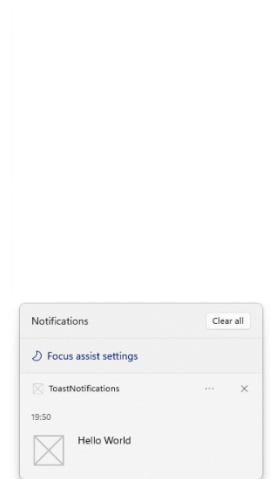 Notifications
Clear all
Focus assist settings
ToastNotifications
19:50
Hello World